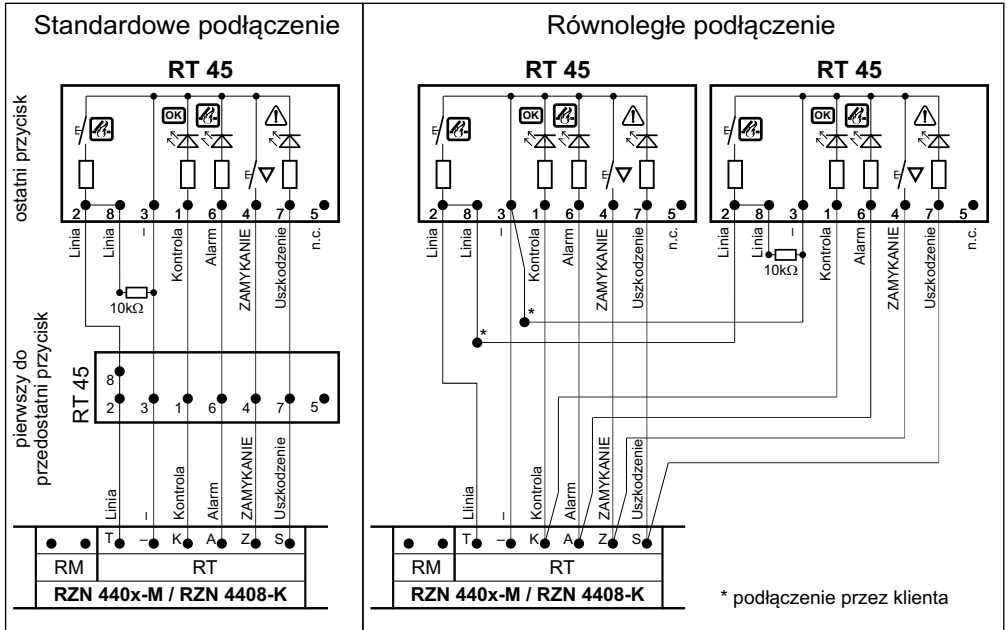 Standardowe podłączenie
RT 45
OK
2 8 3 1 6 4 7 5
Linia
Linia
–
Kontrola
Alarm
ZAMYKANIE
Uszkodzenie
n.c.
ostatni przycisk
10kΩ
pierwszy do
przedostatni przycisk
RT 45
8
2 3 1 6 4 7 5
Llinia
–
Kontrola
Alarm
ZAMYKANIE
Uszkodzenie
T – K A Z S
RM RT
RZN 440x-M / RZN 4408-K
Równoległe podłączenie
RT 45
OK
2 8 3 1 6 4 7 5
Linia
Linia
–
Kontrola
Alarm
ZAMYKANIE
Uszkodzenie
n.c.
RT 45
OK
2 8 3 1 6 4 7 5
Linia
Linia
–
Kontrola
Alarm
ZAMYKANIE
Uszkodzenie
n.c.
10kΩ
*
*
Llinia
–
Kontrola
Alarm
ZAMYKANIE
Uszkodzenie
T – K A Z S
RM RT
RZN 440x-M / RZN 4408-K
* podłączenie przez klienta